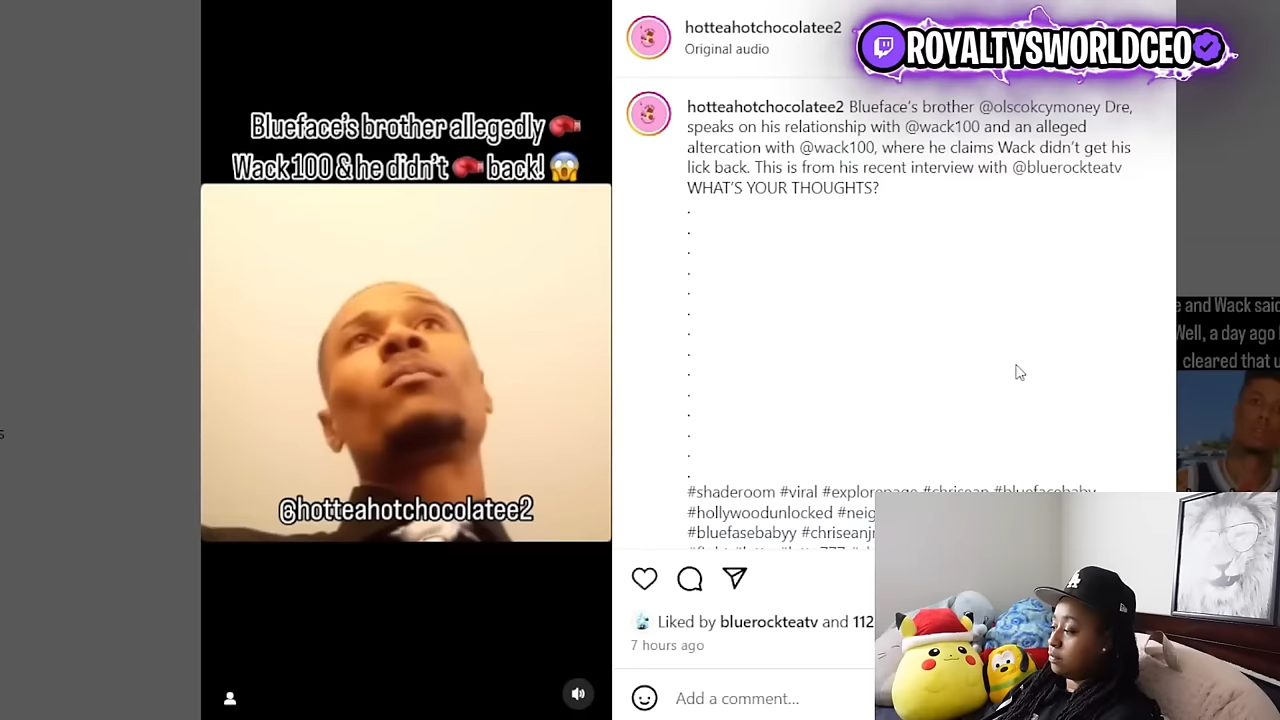 Blueface's brother allegedly 🥊
Wack 100 & he didn't 🥊 back! 😱
@hotteahotchocolatee2
hotteahotchocolatee2
Original audio
ROYALTYSWORLDCEO
hotteahotchocolatee2 Blueface's brother @olscokcymoney Dre,
speaks on his relationship with @wack100 and an alleged
altercation with @wack100, where he claims Wack didn't get his
lick back. This is from his recent interview with @bluerockteatv
WHAT'S YOUR THOUGHTS?
.
.
.
.
.
.
.
.
.
.
.
.
.
.
#shaderoom #viral #explorepage #chrisean #bluefacebaby
#hollywoodunlocked
#bluefasebabyy
Liked by bluerockteatv and 112
7 hours ago
Add a comment...
e and Wack said
Well, a day ago
cleared that u
LA